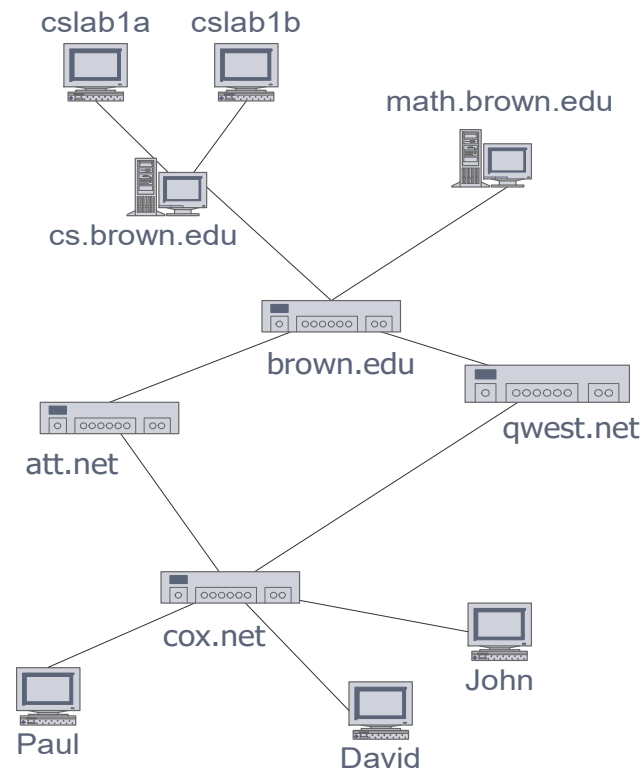 cslab1a
cslab1b
math.brown.edu
cs.brown.edu
brown.edu
qwest.net
att.net
cox.net
John
Paul
David